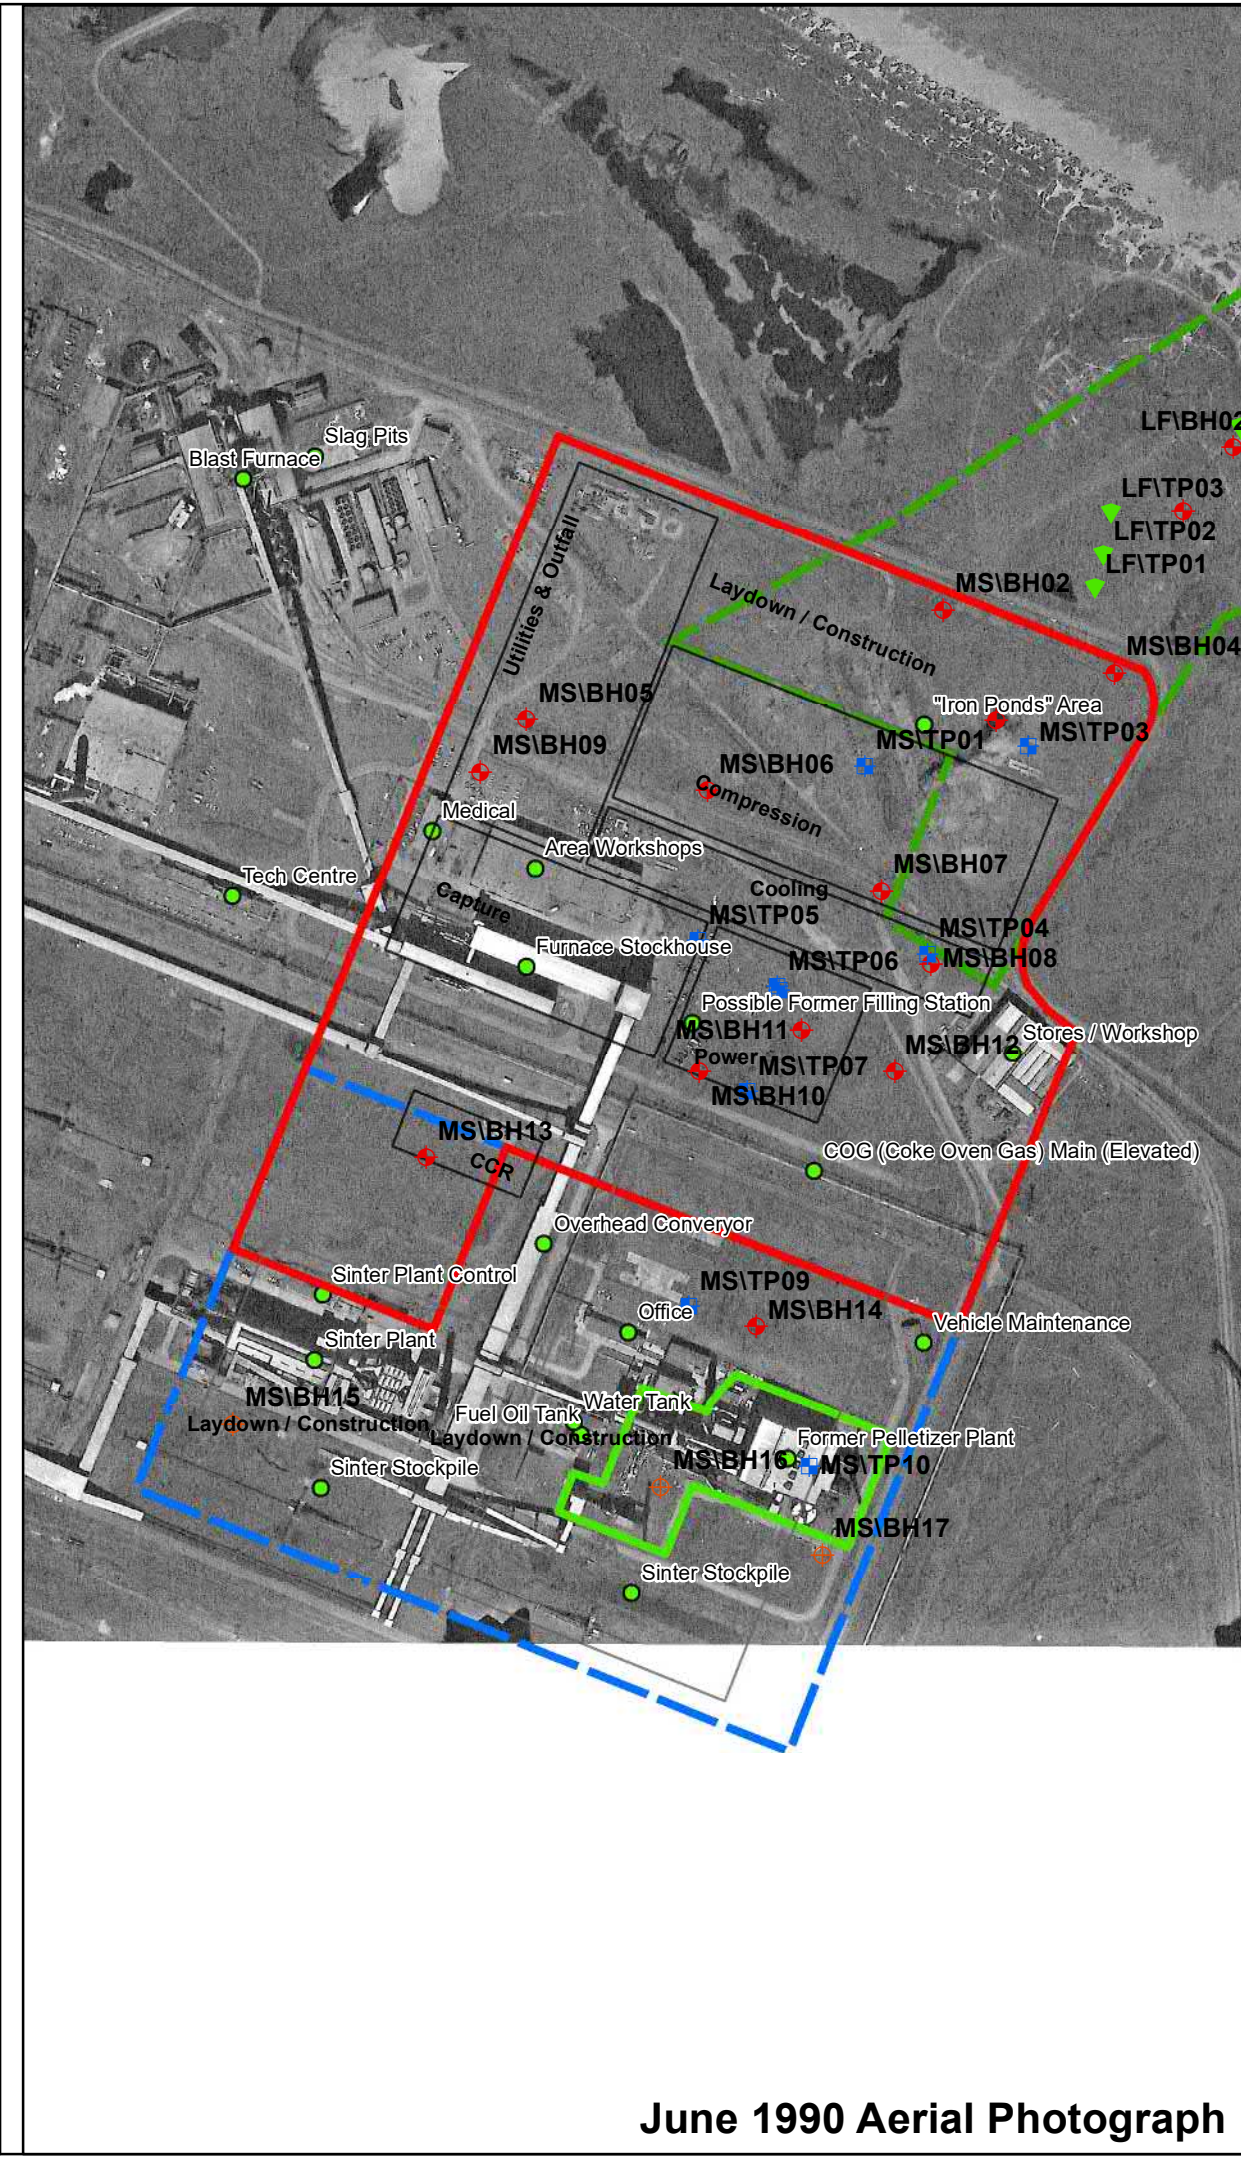 LF\BH02
Slag Pits
Blast Furnace
LF\TP03
LF\TP02
LF\TP01
Utilities & Outfall
Laydown / Construction
MS\BH02
MS\BH04
MS\BH05
"Iron Ponds" Area
MS\TP03
MS\TP01
MS\BH09
MS\BH06
Compression
Medical
Area Workshops
MS\BH07
Tech Centre
Cooling
Capture
MS\TP05
MS\TP04
Furnace Stockhouse
MS\TP06
MS\BH08
Possible Former Filling Station
MS\BH11
Stores / Workshop
MS\BH12
Power
MS\TP07
MS\BH10
MS\BH13
CCR
COG (Coke Oven Gas) Main (Elevated)
Overhead Converyor
Sinter Plant Control
MS\TP09
MS\BH14
Office
Vehicle Maintenance
Sinter Plant
MS\BH15
Laydown / Construction
Water Tank
Fuel Oil Tank
Laydown / Construction
Former Pelletizer Plant
MS\BH16
MS\TP10
Sinter Stockpile
MS\BH17
Sinter Stockpile
June 1990 Aerial Photograph